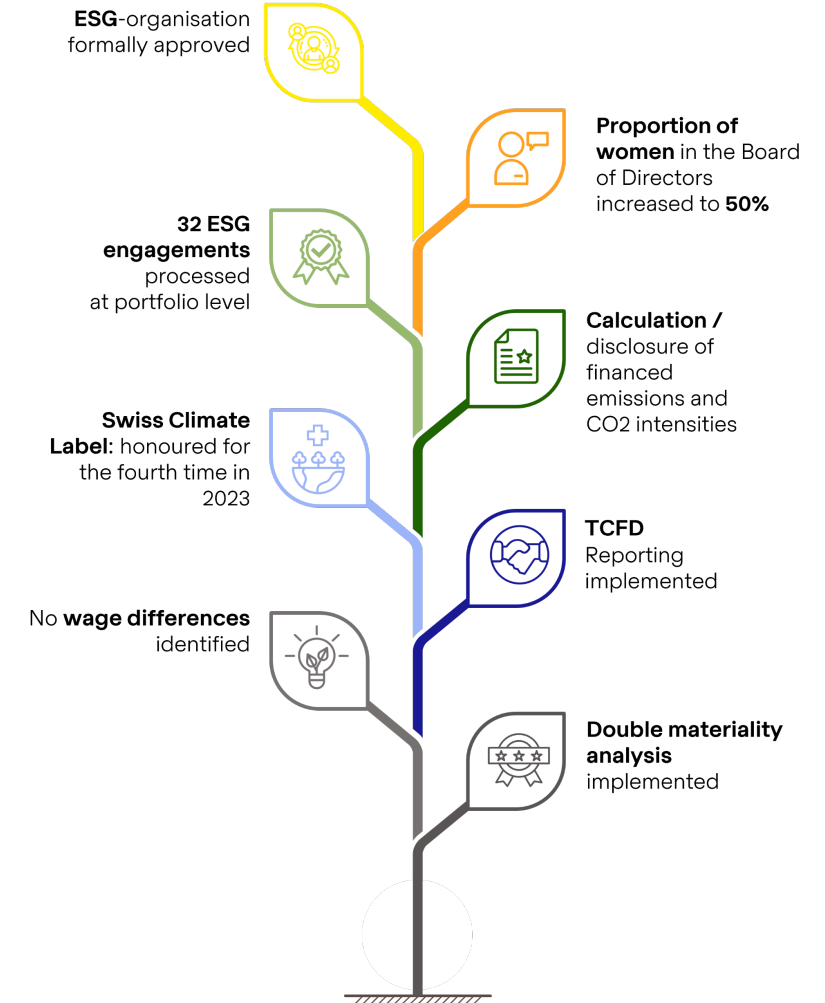 ESG-organisation
formally approved
Proportion of
women in the Board
of Directors
increased to 50%
32 ESG
engagements
processed
at portfolio level
Calculation /
disclosure of
financed
emissions and
CO2 intensities
Swiss Climate
Label: honoured for
the fourth time in
2023
TCFD
Reporting
implemented
No wage differences
identified
Double materiality
analysis
implemented